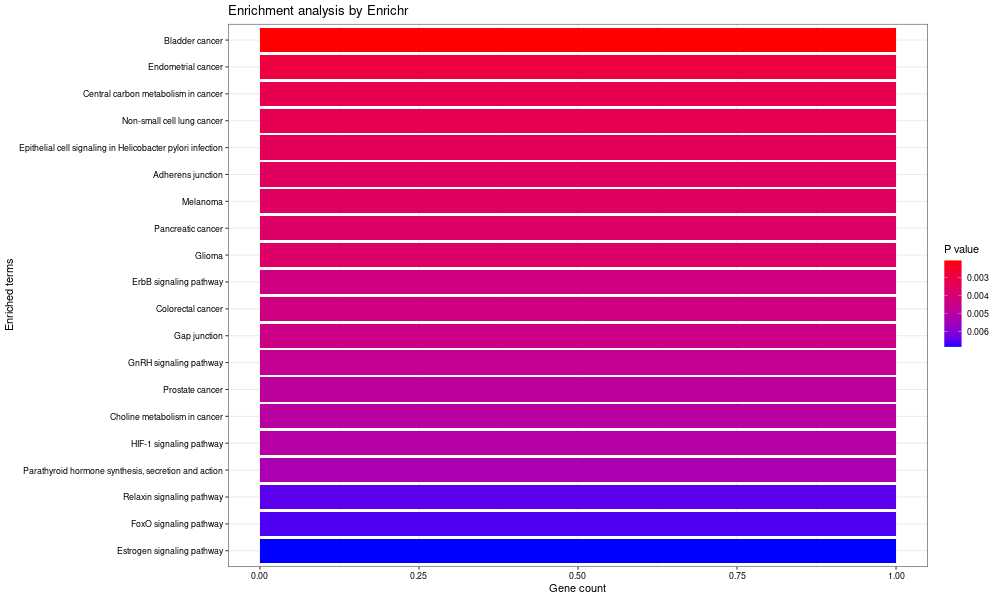 Enrichment analysis by Enrichr
Bladder cancer
Endometrial cancer
Central carbon metabolism in cancer
Non-small cell lung cancer
Epithelial cell signaling in Helicobacter pylori infection
Adherens junction
Melanoma
Pancreatic cancer
Glioma
ErbB signaling pathway
Colorectal cancer
Gap junction
GnRH signaling pathway
Prostate cancer
Choline metabolism in cancer
HIF-1 signaling pathway
Parathyroid hormone synthesis, secretion and action
Relaxin signaling pathway
FoxO signaling pathway
Estrogen signaling pathway
Enriched terms
0.00 0.25 0.50 0.75 1.00
Gene count
P value
0.003
0.004
0.005
0.006